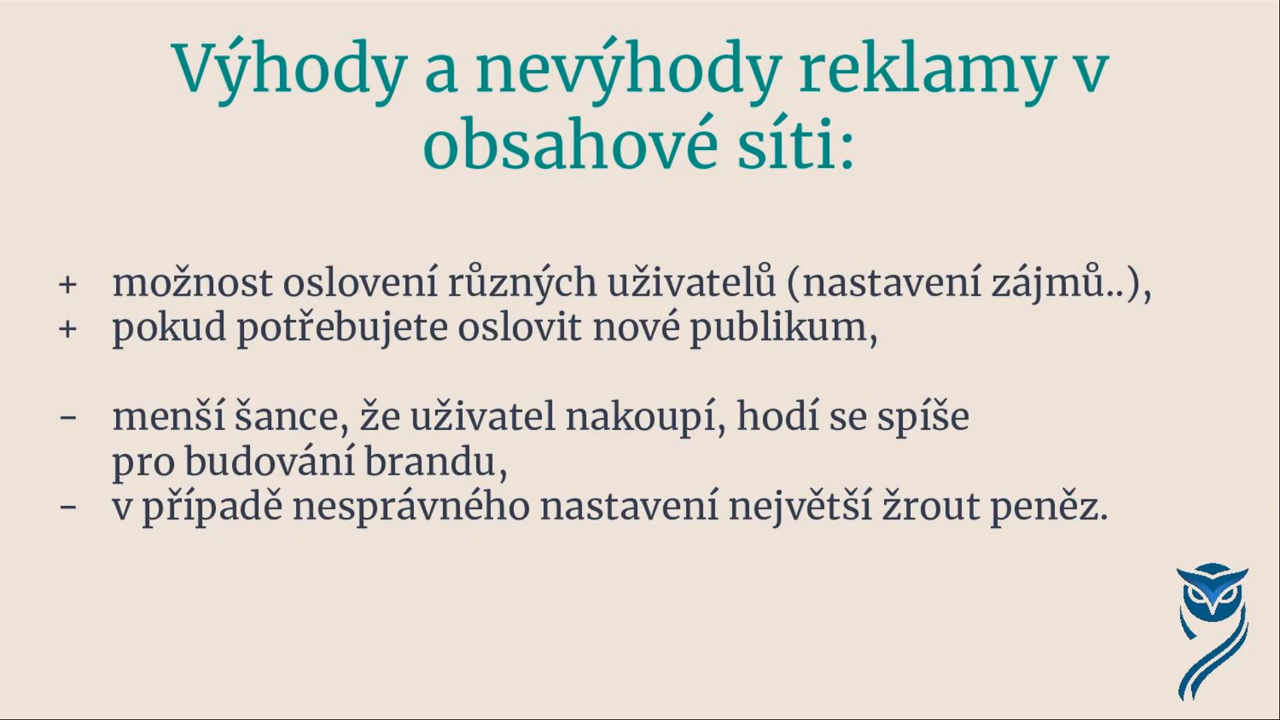 Výhody a nevýhody reklamy v
obsahové síti:
+ možnost oslovení různých uživatelů (nastavení zájmů..),
+ pokud potřebujete oslovit nové publikum,
- menší šance, že uživatel nakoupí, hodí se spíše
pro budování brandu,
- v případě nesprávného nastavení největší žrout peněz.